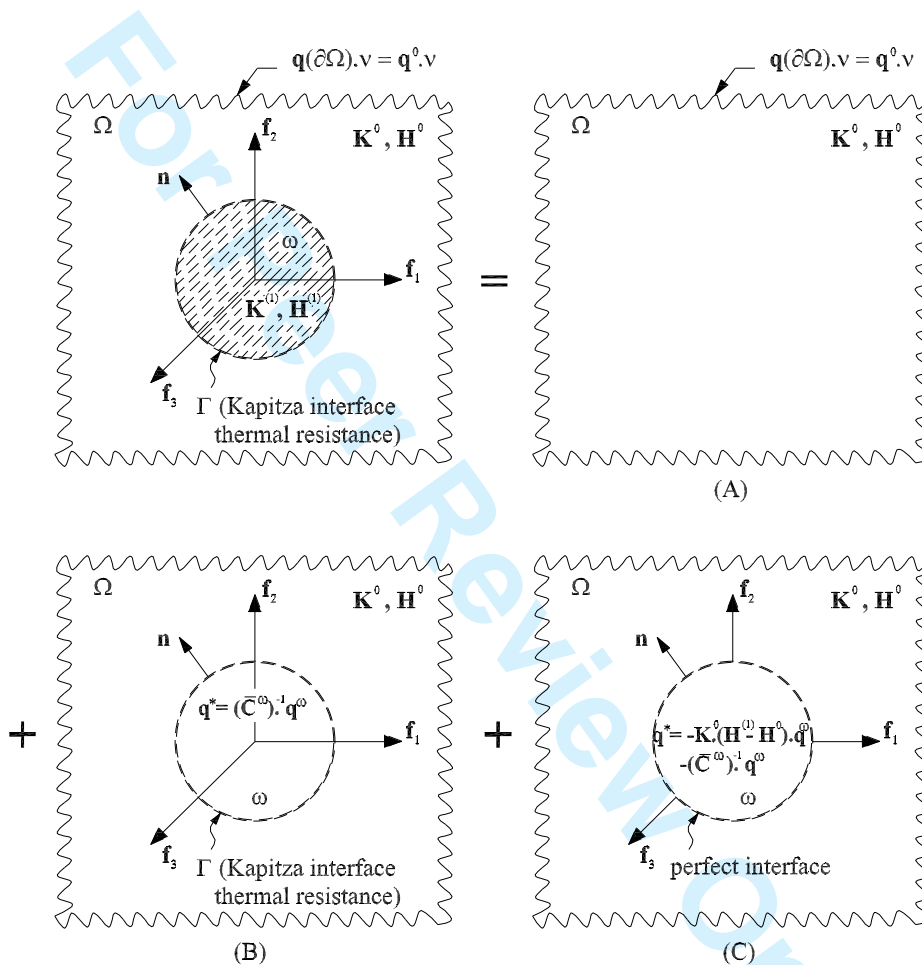 q(∂Ω).ν = q⁰.ν
q(∂Ω).ν = q⁰.ν
Ω
f₂
K⁰ , H⁰
n
ω
f₁
K⁽¹⁾ , H⁽¹⁾
f₃
Γ (Kapitza interface
thermal resistance)
=
Ω
K⁰ , H⁰
(A)
+
Ω
f₂
K⁰ , H⁰
n
q*= (C̅^ω)⁻¹. q^ω
f₁
ω
f₃
Γ (Kapitza interface
thermal resistance)
(B)
+
Ω
f₂
K⁰ , H⁰
n
q*= -K⁰.(H⁽¹⁾- H⁰).q^ω
-(C̅^ω)⁻¹. q^ω
f₁
ω
f₃
perfect interface
(C)
For Peer Review On